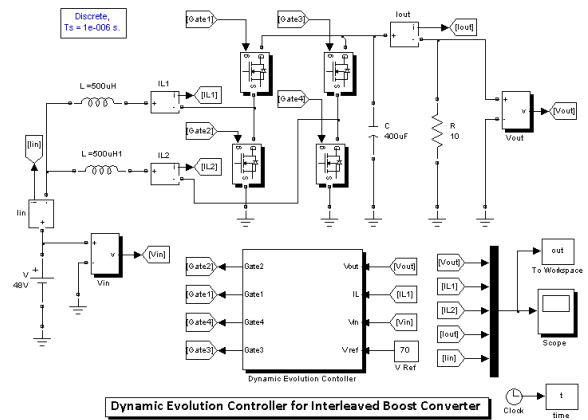 Discrete,
Ts = 1e-006 s.
[Gate1]
[Gate3]
Iout
i
[Iout]
L =500uH
IL1
i
[IL1]
[Gate2]
[Gate4]
C
400uF
R
10
v
Vout
[Vout]
[Iin]
L =500uH1
IL2
i
[IL2]
Iin
V
48V
v
Vin
[Vin]
[Gate2]
[Gate1]
[Gate4]
[Gate3]
Gate2
Gate1
Gate4
Gate3
Vout
IL
Vin
Vref
[Vout]
[IL1]
[Vin]
70
V Ref
Dynamic Evolution Contoller
[Vout]
[IL1]
[IL2]
[Iout]
[Iin]
out
To Workspace
Scope
Clock
t
time
Dynamic Evolution Controller for Interleaved Boost Converter